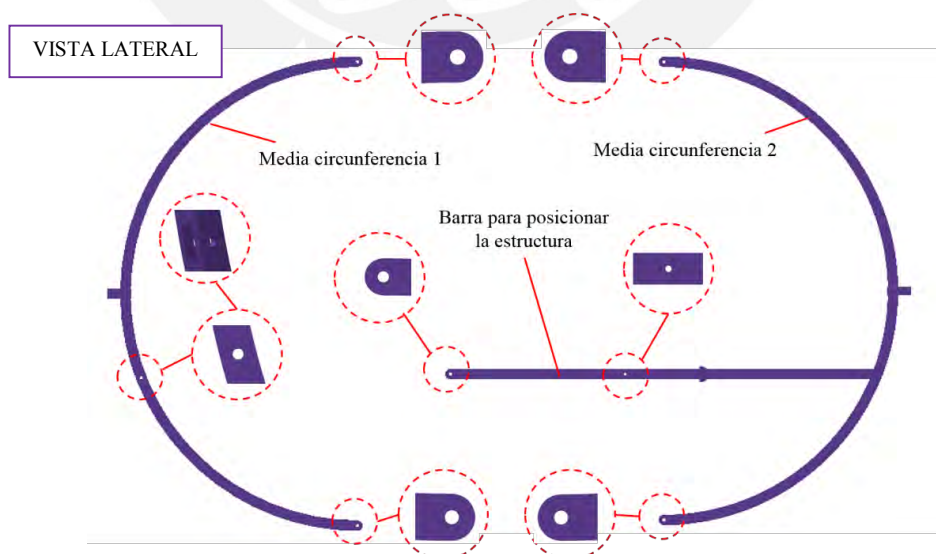 VISTA LATERAL
Media circunferencia 1
Media circunferencia 2
Barra para posicionar
la estructura